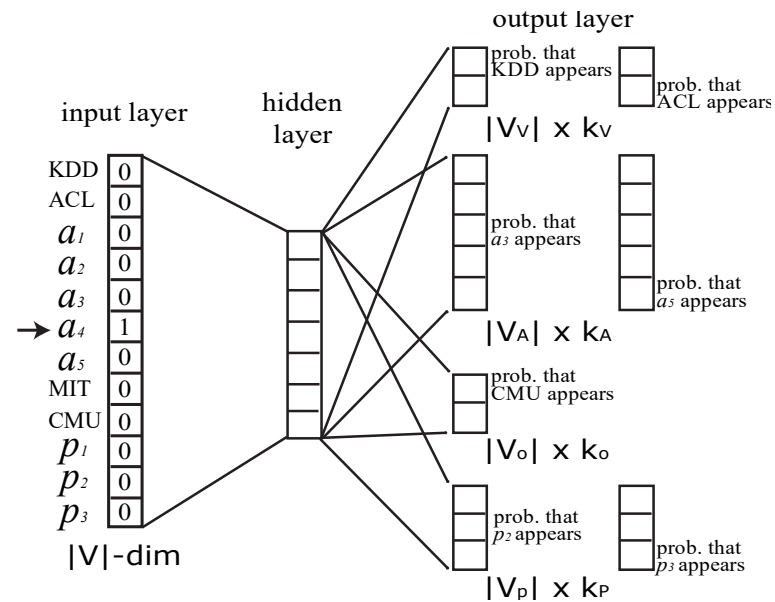 output layer
prob. that
KDD appears
prob. that
ACL appears
|Vv| x kv
input layer
hidden
layer
KDD 0
ACL 0
a1 0
a2 0
a3 0
a4 1
a5 0
MIT 0
CMU 0
p1 0
p2 0
p3 0
|V|-dim
prob. that
a3 appears
prob. that
a5 appears
|VA| x kA
prob. that
CMU appears
|Vo| x ko
prob. that
p2 appears
prob. that
p3 appears
|Vp| x kP